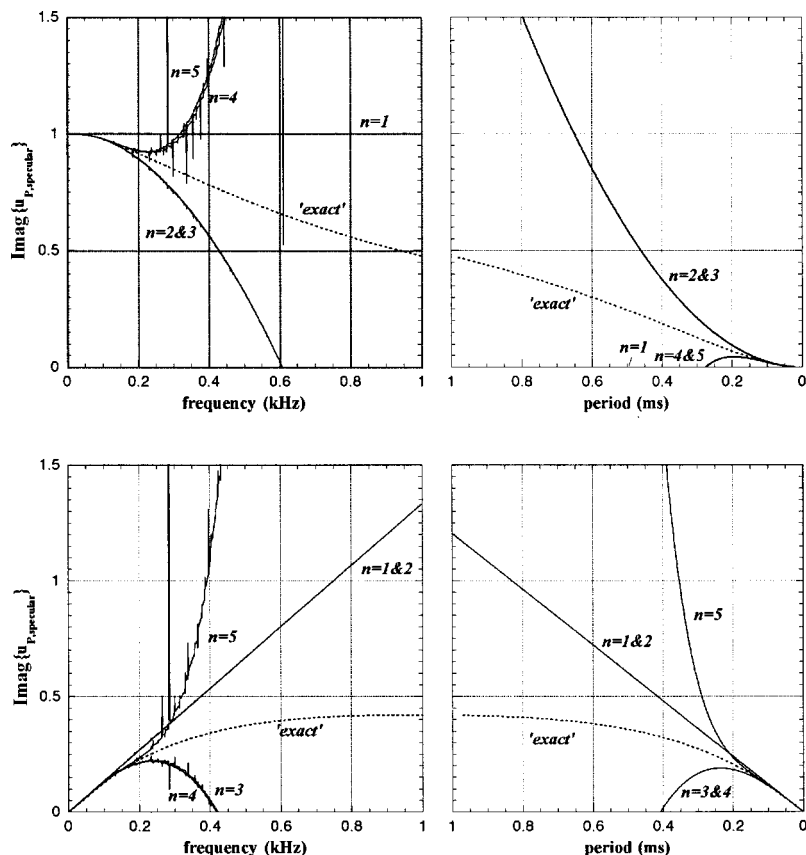 1.5
n=5
n=4
n=1
1
Imag{u_P,specular}
'exact'
0.5
n=2&3
0
0 0.2 0.4 0.6 0.8 1
frequency (kHz)
n=2&3
'exact'
n=1
n=4&5
1 0.8 0.6 0.4 0.2 0
period (ms)
1.5
n=1&2
1
Imag{u_P,specular}
n=5
0.5
'exact'
n=4
n=3
0
0 0.2 0.4 0.6 0.8 1
frequency (kHz)
n=5
n=1&2
'exact'
n=3&4
1 0.8 0.6 0.4 0.2 0
period (ms)